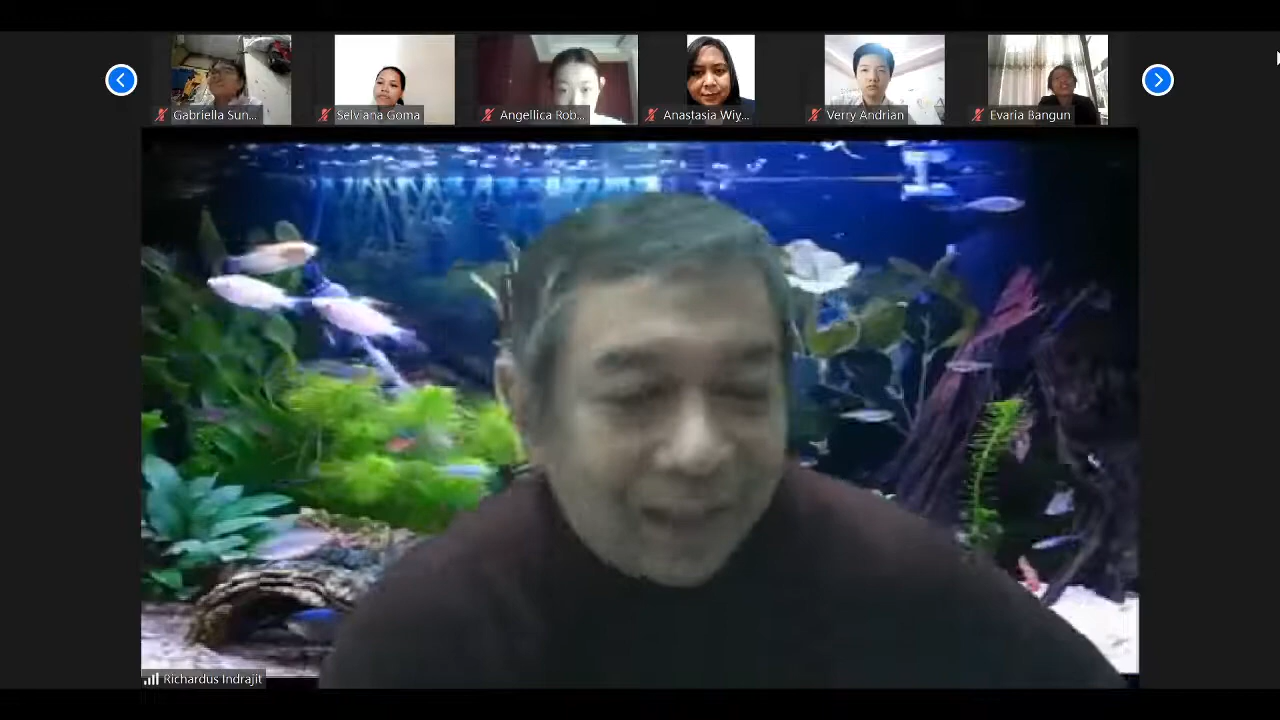 Gabriella Sun...
Selviana Goma
Angellica Rob...
Anastasia Wiy...
Verry Andrian
Evaria Bangun
Richardus Indrajit